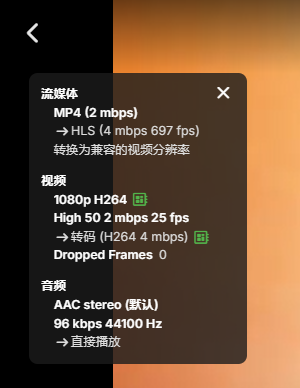 流媒体
MP4 (2 mbps)
→HLS (4 mbps 697 fps)
转换为兼容的视频分辨率
视频
1080p H264
High 50 2 mbps 25 fps
→转码 (H264 4 mbps)
Dropped Frames 0
音频
AAC stereo (默认)
96 kbps 44100 Hz
→直接播放